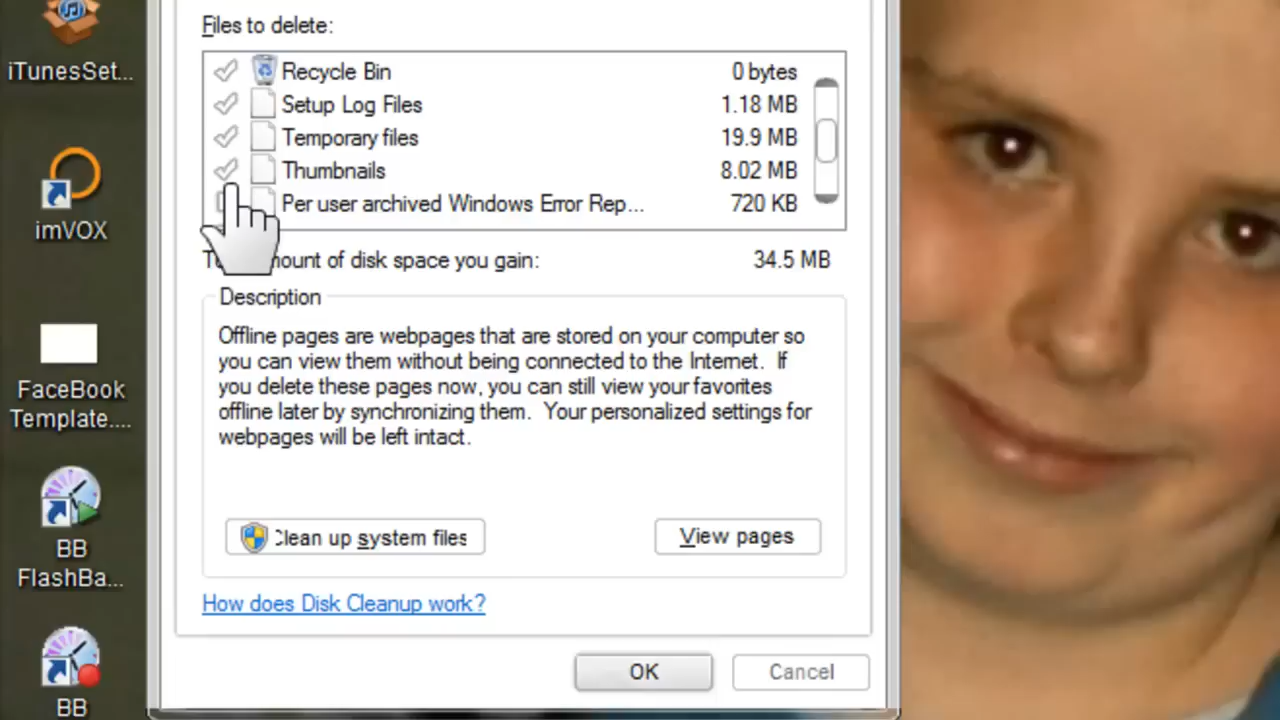 iTunesSet...
imVOX
FaceBook
Template....
BB
FlashBa...
BB
Files to delete:
Recycle Bin 0 bytes
Setup Log Files 1.18 MB
Temporary files 19.9 MB
Thumbnails 8.02 MB
Per user archived Windows Error Rep... 720 KB
of disk space you gain: 34.5 MB
Description
Offline pages are webpages that are stored on your computer so
you can view them without being connected to the Internet. If
you delete these pages now, you can still view your favorites
offline later by synchronizing them. Your personalized settings for
webpages will be left intact.
Clean up system files
View pages
How does Disk Cleanup work?
OK
Cancel